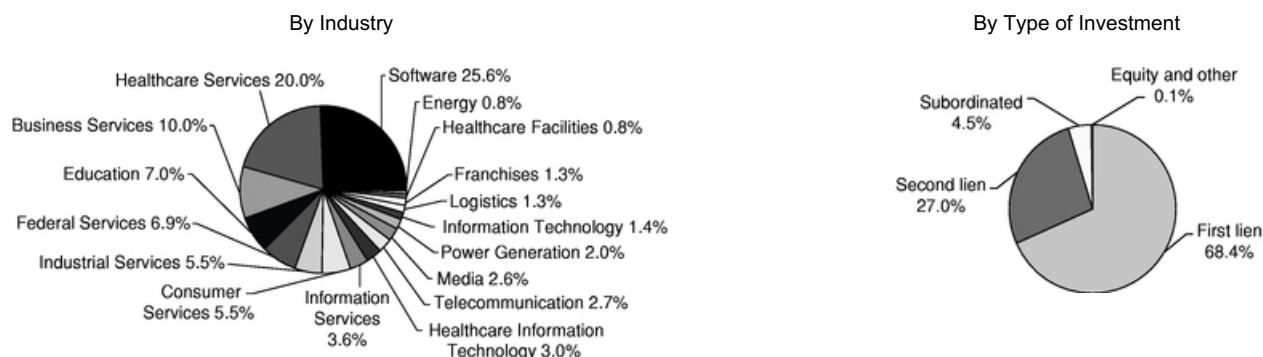 By Industry
Software 25.6%
Energy 0.8%
Healthcare Facilities 0.8%
Franchises 1.3%
Logistics 1.3%
Information Technology 1.4%
Power Generation 2.0%
Media 2.6%
Telecommunication 2.7%
Healthcare Information
Technology 3.0%
Information
Services
3.6%
Consumer
Services 5.5%
Industrial Services 5.5%
Federal Services 6.9%
Education 7.0%
Business Services 10.0%
Healthcare Services 20.0%
By Type of Investment
Equity and other
0.1%
Subordinated
4.5%
Second lien
27.0%
First lien
68.4%